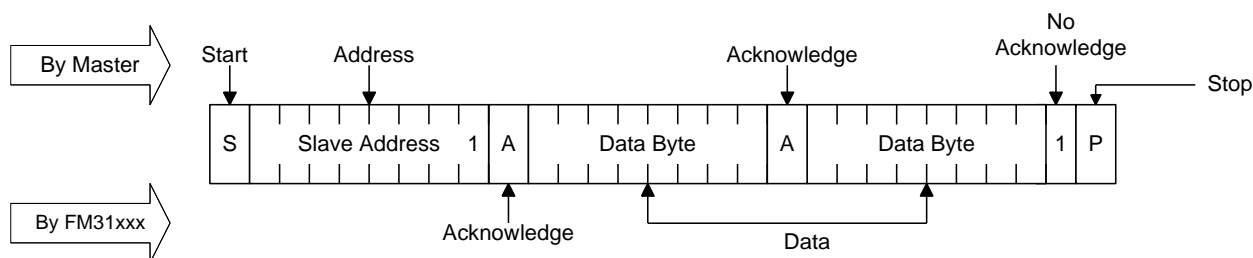 No
Acknowledge
By Master
Start
Address
Acknowledge
Stop
S
Slave Address
1
A
Data Byte
A
Data Byte
1
P
By FM31xxx
Acknowledge
Data